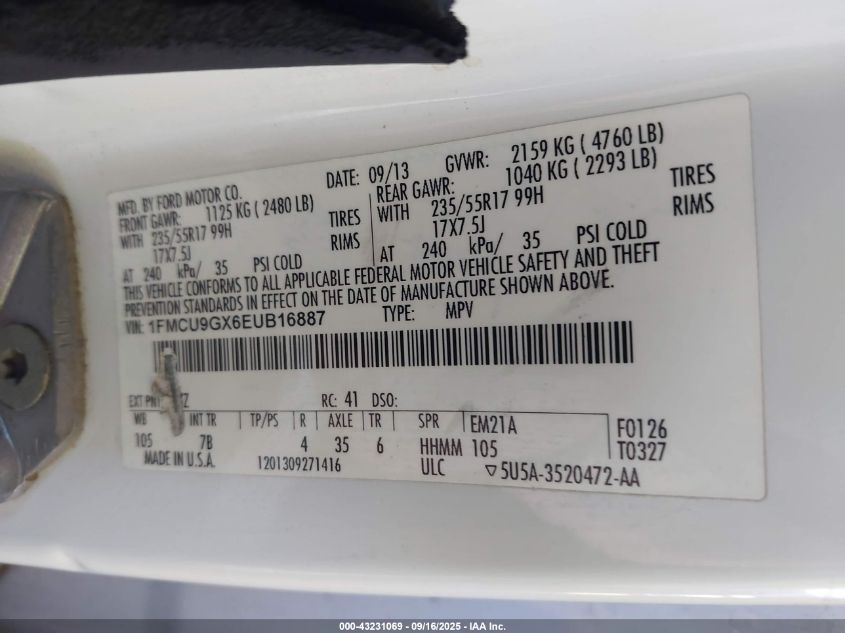 MFD. BY FORD MOTOR CO.
DATE: 09/13 GVWR: 2159 KG ( 4760 LB)
FRONT GAWR: 1125 KG ( 2480 LB)
WITH 235/55R17 99H TIRES
17X7.5J RIMS
AT 240 kPa/ 35 PSI COLD
REAR GAWR: 1040 KG ( 2293 LB)
WITH 235/55R17 99H TIRES
17X7.5J RIMS
AT 240 kPa/ 35 PSI COLD
THIS VEHICLE CONFORMS TO ALL APPLICABLE FEDERAL MOTOR VEHICLE SAFETY AND THEFT
PREVENTION STANDARDS IN EFFECT ON THE DATE OF MANUFACTURE SHOWN ABOVE.
VIN: 1FMCU9GX6EUB16887 TYPE: MPV
EXT PNT: RC: 41 DSO:
WB INT TR TP/PS R AXLE TR SPR EM21A F0126
105 7B 4 35 6 HHMM 105 T0327
MADE IN U.S.A. 1201309271416 ULC ▽5U5A-3520472-AA
000-43231069 - 09/16/2025 - IAA Inc.